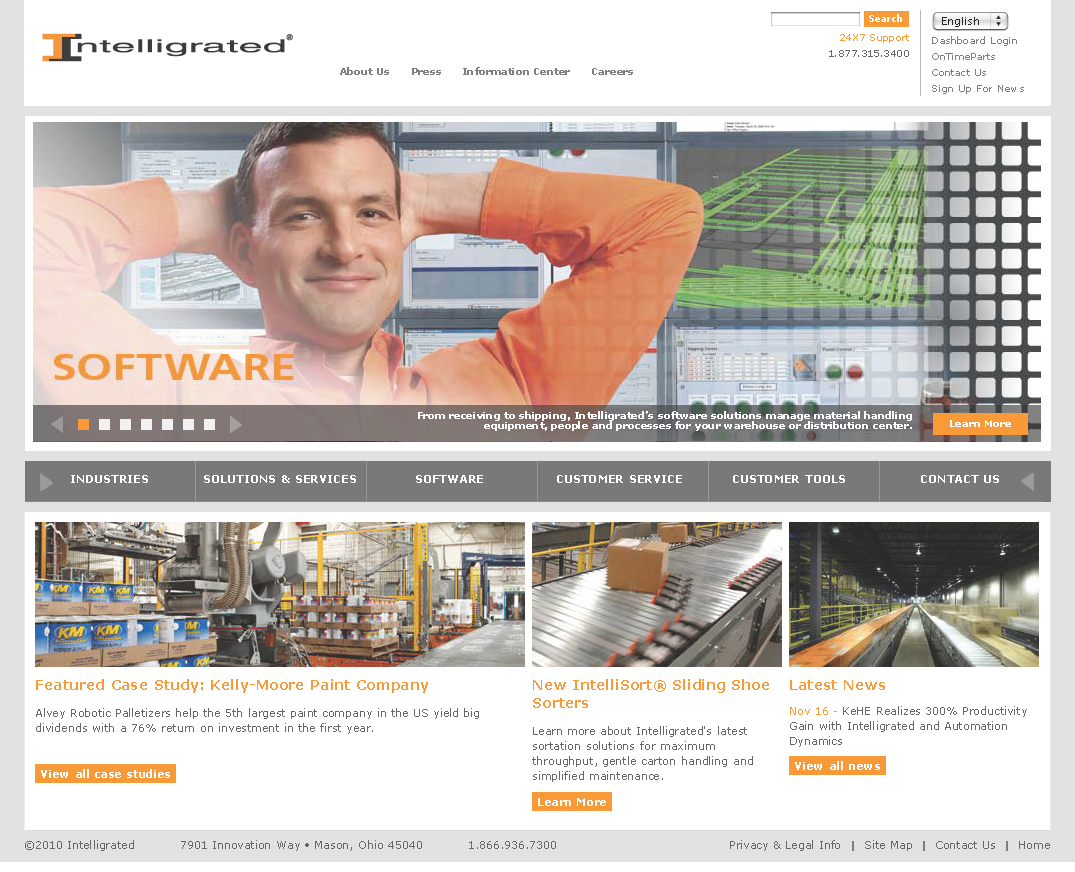 Intelligrated®
Search
24X7 Support
1.877.315.3400
English
Dashboard Login
OnTimeParts
Contact Us
Sign Up For News
About Us
Press
Information Center
Careers
SOFTWARE
From receiving to shipping, Intelligrated's software solutions manage material handling
equipment, people and processes for your warehouse or distribution center.
Learn More
INDUSTRIES
SOLUTIONS & SERVICES
SOFTWARE
CUSTOMER SERVICE
CUSTOMER TOOLS
CONTACT US
KM
KM
KM
Featured Case Study: Kelly-Moore Paint Company
Alvey Robotic Palletizers help the 5th largest paint company in the US yield big
dividends with a 76% return on investment in the first year.
View all case studies
New IntelliSort® Sliding Shoe
Sorters
Learn more about Intelligrated's latest
sortation solutions for maximum
throughput, gentle carton handling and
simplified maintenance.
Learn More
Latest News
Nov 16 - KeHE Realizes 300% Productivity
Gain with Intelligrated and Automation
Dynamics
View all news
©2010 Intelligrated
7901 Innovation Way • Mason, Ohio 45040
1.866.936.7300
Privacy & Legal Info | Site Map | Contact Us | Home